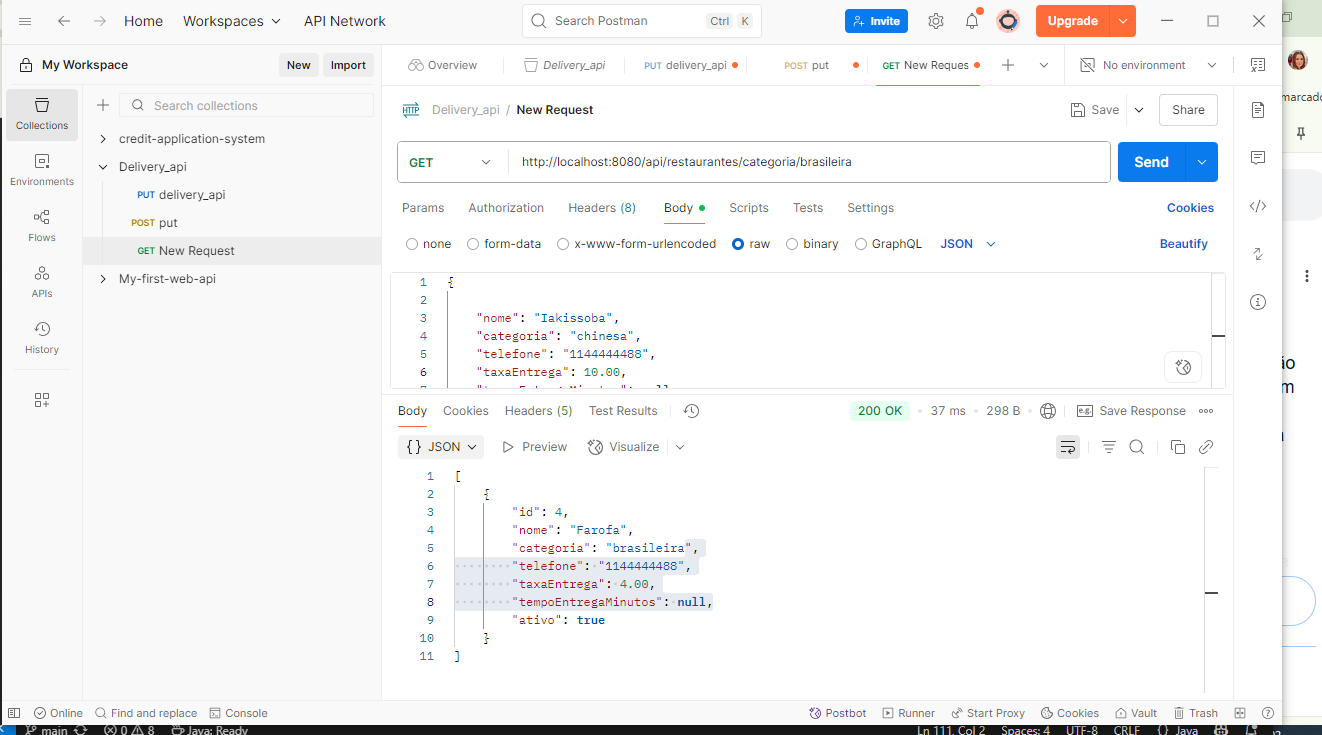 Home Workspaces API Network Search Postman Ctrl K Invite Upgrade
My Workspace New Import Overview Delivery_api PUT delivery_api POST put GET New Reques No environment
Collections
Search collections
credit-application-system
Delivery_api
PUT delivery_api
POST put
GET New Request
My-first-web-api
Environments
Flows
APIs
History
HTTP Delivery_api / New Request Save Share
GET http://localhost:8080/api/restaurantes/categoria/brasileira Send
Params Authorization Headers (8) Body Scripts Tests Settings Cookies
none form-data x-www-form-urlencoded raw binary GraphQL JSON Beautify
1 {
2
3 "nome": "Iakissoba",
4 "categoria": "chinesa",
5 "telefone": "1144444488",
6 "taxaEntrega": 10.00,
Body Cookies Headers (5) Test Results 200 OK 37 ms 298 B e.g. Save Response
{} JSON Preview Visualize
1 [
2 {
3 "id": 4,
4 "nome": "Farofa",
5 "categoria": "brasileira",
6 "telefone": "1144444488",
7 "taxaEntrega": 4.00,
8 "tempoEntregaMinutos": null,
9 "ativo": true
10 }
11 ]
Online Find and replace Console Postbot Runner Start Proxy Cookies Vault Trash
main 0 8 Java: Ready Ln 111, Col 2 Spaces: 4 UTF-8 CRLF {} Java